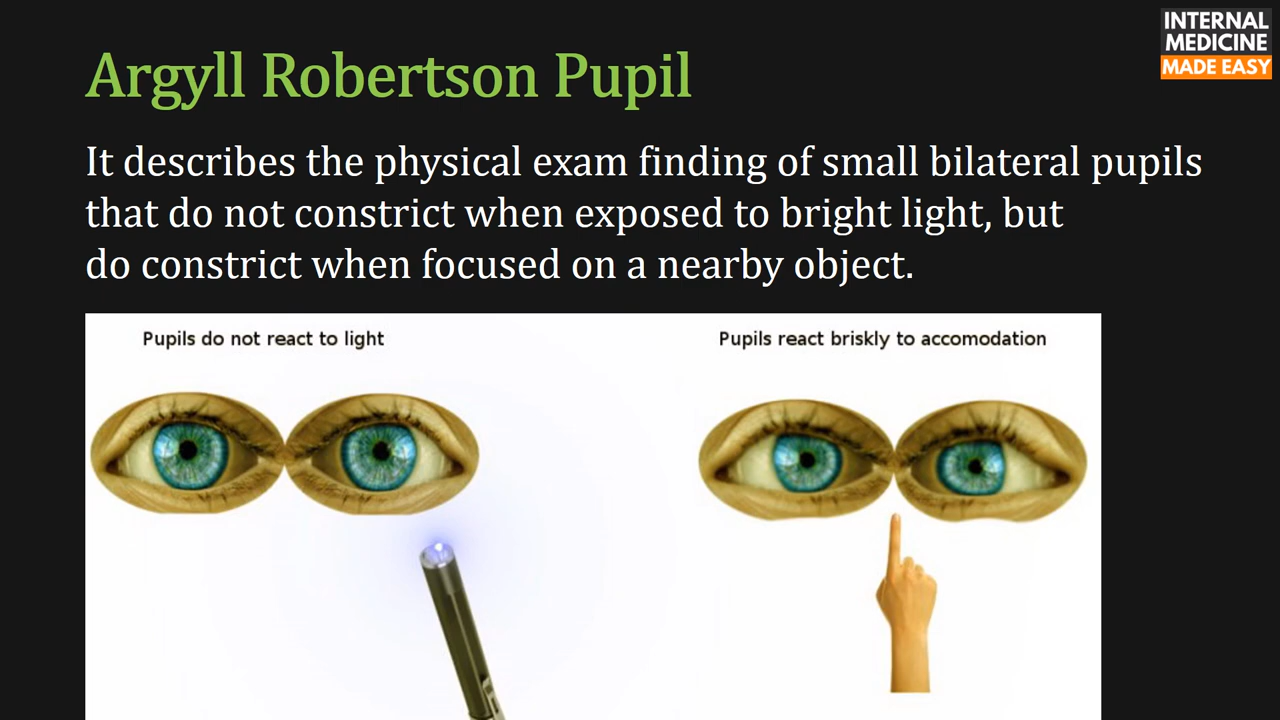 INTERNAL
MEDICINE
MADE EASY
Argyll Robertson Pupil
It describes the physical exam finding of small bilateral pupils
that do not constrict when exposed to bright light, but
do constrict when focused on a nearby object.
Pupils do not react to light
Pupils react briskly to accomodation